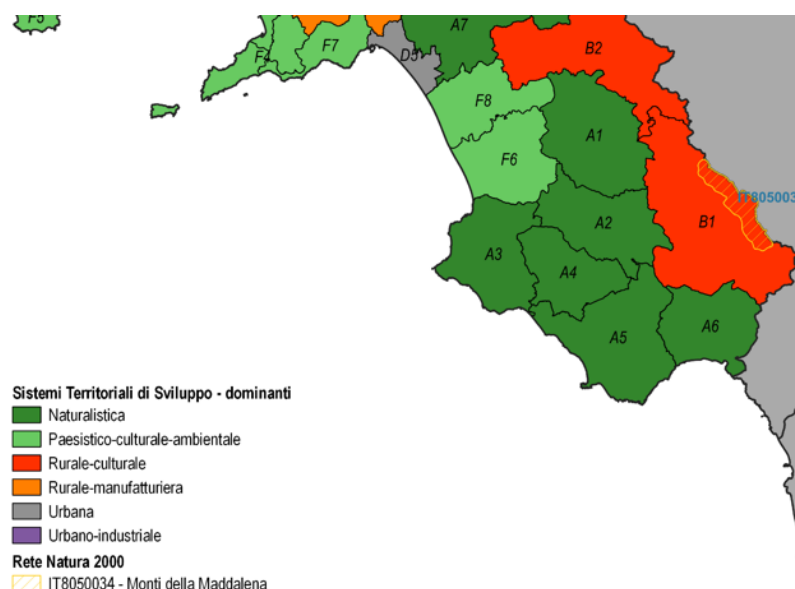 F5
A7
B2
F4
F7
D5
F8
A1
F6
IT805003
A2
B1
A3
A4
A6
A5
Sistemi Territoriali di Sviluppo - dominanti
Naturalistica
Paesistico-culturale-ambientale
Rurale-culturale
Rurale-manufatturiera
Urbana
Urbano-industriale
Rete Natura 2000
IT8050034 - Monti della Maddalena